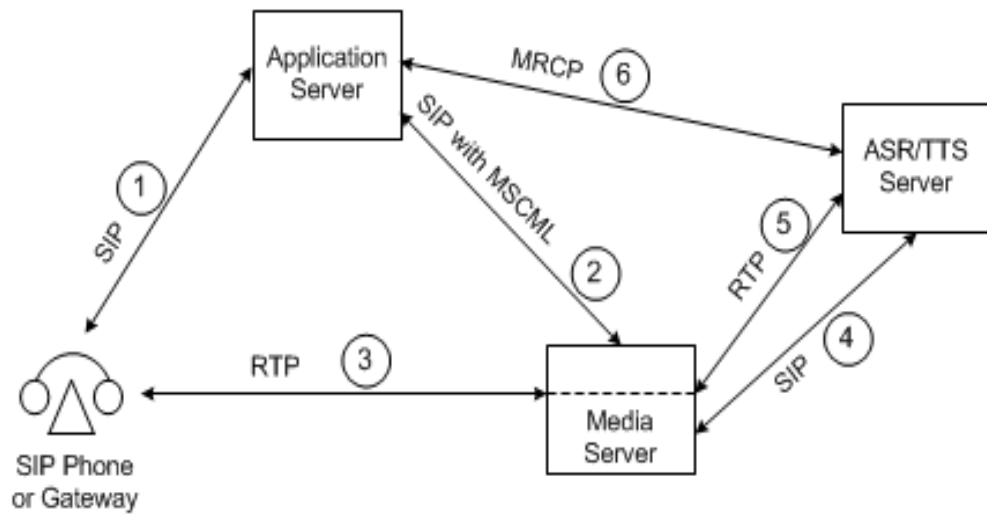 Application
Server
MRCP
6
ASR/TTS
Server
SIP with MSCML
1
SIP
5
RTP
2
4
SIP
RTP
3
Media
Server
SIP Phone
or Gateway